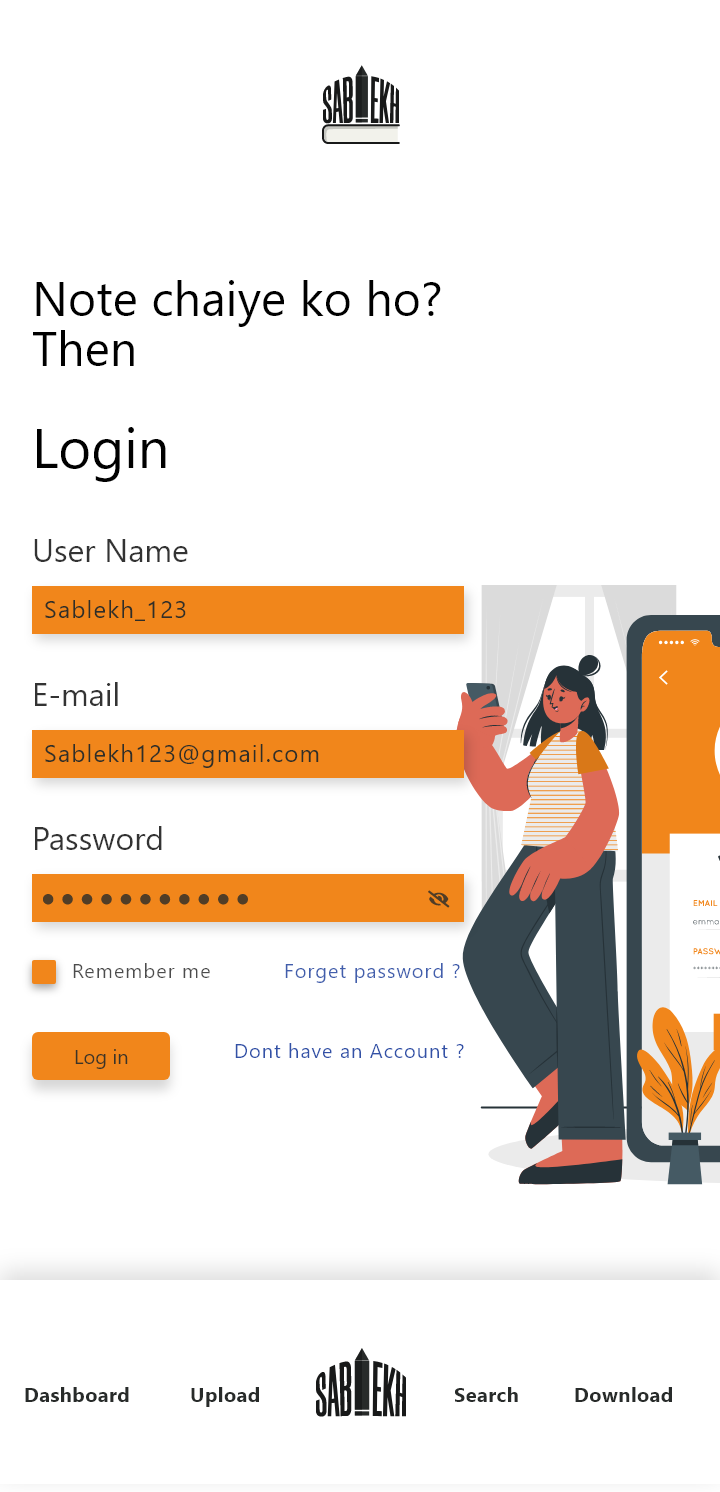 SABLEKH
Note chaiye ko ho?
Then
Login
User Name
Sablekh_123
E-mail
Sablekh123@gmail.com
Password
Remember me
Forget password ?
Log in
Dont have an Account ?
EMAIL
Dashboard
Upload
SABLEKH
Search
Download